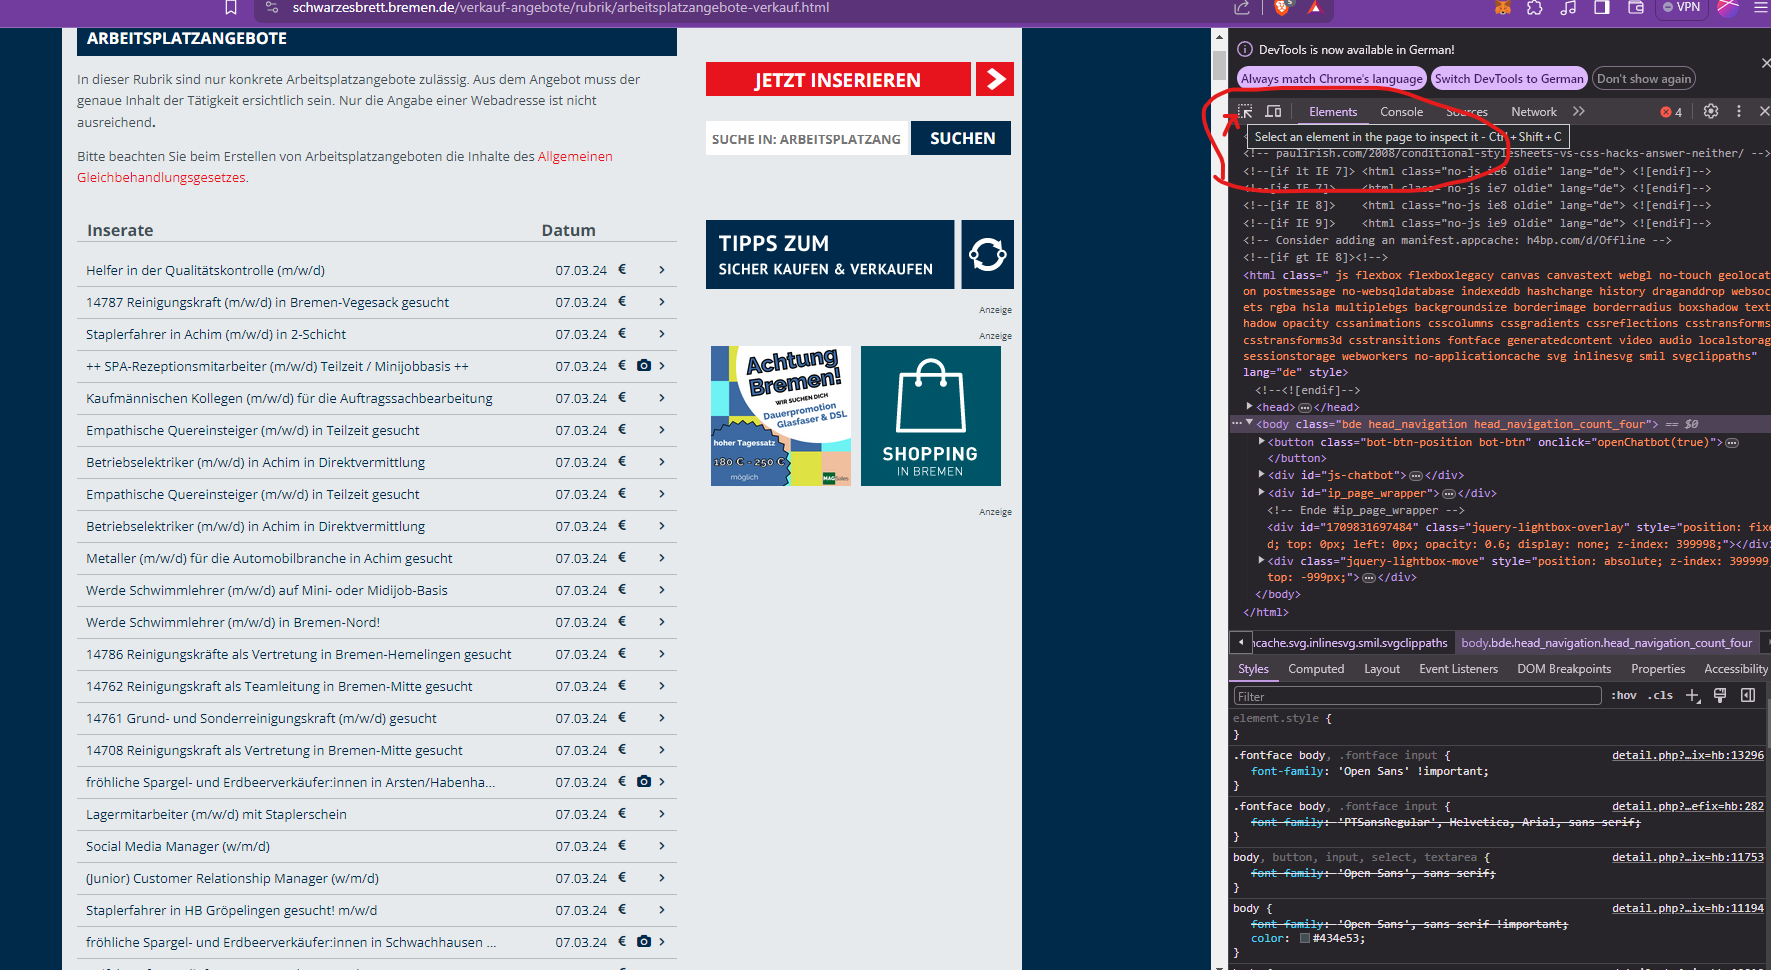 schwarzesbrett.bremen.de/verkauf-angebote/rubrik/arbeitsplatzangebote-verkauf.html
VPN
ARBEITSPLATZANGEBOTE
In dieser Rubrik sind nur konkrete Arbeitsplatzangebote zulässig. Aus dem Angebot muss der
genaue Inhalt der Tätigkeit ersichtlich sein. Nur die Angabe einer Webadresse ist nicht
ausreichend.
Bitte beachten Sie beim Erstellen von Arbeitsplatzangeboten die Inhalte des Allgemeinen
Gleichbehandlungsgesetzes.
Inserate Datum
Helfer in der Qualitätskontrolle (m/w/d) 07.03.24 €
14787 Reinigungskraft (m/w/d) in Bremen-Vegesack gesucht 07.03.24 €
Staplerfahrer in Achim (m/w/d) in 2-Schicht 07.03.24 €
++ SPA-Rezeptionsmitarbeiter (m/w/d) Teilzeit / Minijobbasis ++ 07.03.24 €
Kaufmännischen Kollegen (m/w/d) für die Auftragssachbearbeitung 07.03.24 €
Empathische Quereinsteiger (m/w/d) in Teilzeit gesucht 07.03.24 €
Betriebselektriker (m/w/d) in Achim in Direktvermittlung 07.03.24 €
Empathische Quereinsteiger (m/w/d) in Teilzeit gesucht 07.03.24 €
Betriebselektriker (m/w/d) in Achim in Direktvermittlung 07.03.24 €
Metaller (m/w/d) für die Automobilbranche in Achim gesucht 07.03.24 €
Werde Schwimmlehrer (m/w/d) auf Mini- oder Midijob-Basis 07.03.24 €
Werde Schwimmlehrer (m/w/d) in Bremen-Nord! 07.03.24 €
14786 Reinigungskräfte als Vertretung in Bremen-Hemelingen gesucht 07.03.24 €
14762 Reinigungskraft als Teamleitung in Bremen-Mitte gesucht 07.03.24 €
14761 Grund- und Sonderreinigungskraft (m/w/d) gesucht 07.03.24 €
14708 Reinigungskraft als Vertretung in Bremen-Mitte gesucht 07.03.24 €
fröhliche Spargel- und Erdbeerverkäufer:innen in Arsten/Habenha... 07.03.24 €
Lagermitarbeiter (m/w/d) mit Staplerschein 07.03.24 €
Social Media Manager (w/m/d) 07.03.24 €
(Junior) Customer Relationship Manager (w/m/d) 07.03.24 €
Staplerfahrer in HB Gröpelingen gesucht! m/w/d 07.03.24 €
fröhliche Spargel- und Erdbeerverkäufer:innen in Schwachhausen ... 07.03.24 €
JETZT INSERIEREN
SUCHE IN: ARBEITSPLATZANG
SUCHEN
TIPPS ZUM
SICHER KAUFEN & VERKAUFEN
Anzeige
Anzeige
Achtung
Bremen!
WIR SUCHEN DICH
Dauerpromotion
Glasfaser & DSL
hoher Tagessatz
180 € - 250 €
möglich
SHOPPING
IN BREMEN
Anzeige
DevTools is now available in German!
Always match Chrome's language Switch DevTools to German Don't show again
Elements Console Sources Network 4
Select an element in the page to inspect it - Ctrl + Shift + C
<!-- paulirish.com/2008/conditional-stylesheets-vs-css-hacks-answer-neither/ -->
<!--[if lt IE 7]> <html class="no-js ie6 oldie" lang="de"> <![endif]-->
<!--[if IE 7]> <html class="no-js ie7 oldie" lang="de"> <![endif]-->
<!--[if IE 8]> <html class="no-js ie8 oldie" lang="de"> <![endif]-->
<!--[if IE 9]> <html class="no-js ie9 oldie" lang="de"> <![endif]-->
<!-- Consider adding an manifest.appcache: h4bp.com/d/Offline -->
<!--[if gt IE 8]><!-->
<html class=" js flexbox flexboxlegacy canvas canvastext webgl no-touch geolocat
on postmessage no-websqldatabase indexeddb hashchange history draganddrop websoc
ets rgba hsla multiplebgs backgroundsize borderimage borderradius boxshadow text
hadow opacity cssanimations csscolumns cssgradients cssreflections csstransforms
csstransforms3d csstransitions fontface generatedcontent video audio localstorag
sessionstorage webworkers no-applicationcache svg inlinesvg smil svgclippaths"
lang="de" style>
<!--<![endif]-->
<head> ... </head>
<body class="bde head_navigation head_navigation_count_four"> == $0
<button class="bot-btn-position bot-btn" onclick="openChatbot(true)"> ...
</button>
<div id="js-chatbot"> ... </div>
<div id="ip_page_wrapper"> ... </div>
<!-- Ende #ip_page_wrapper -->
<div id="1709831697484" class="jquery-lightbox-overlay" style="position: fixe
d; top: 0px; left: 0px; opacity: 0.6; display: none; z-index: 399998;"></div>
<div class="jquery-lightbox-move" style="position: absolute; z-index: 399999;
top: -999px;"> ... </div>
</body>
</html>
cache.svg.inlinesvg.smil.svgclippaths body.bde.head_navigation.head_navigation_count_four
Styles Computed Layout Event Listeners DOM Breakpoints Properties Accessibility
Filter :hov .cls
element.style {
}
.fontface body, .fontface input { detail.php?…ix=hb:13296
font-family: 'Open Sans' !important;
}
.fontface body, .fontface input { detail.php?…efix=hb:282
font-family: 'PTSansRegular', Helvetica, Arial, sans-serif;
}
body, button, input, select, textarea { detail.php?…ix=hb:11753
font-family: 'Open Sans', sans-serif;
}
body { detail.php?…ix=hb:11194
font-family: 'Open Sans', sans-serif !important;
color: #434e53;
}